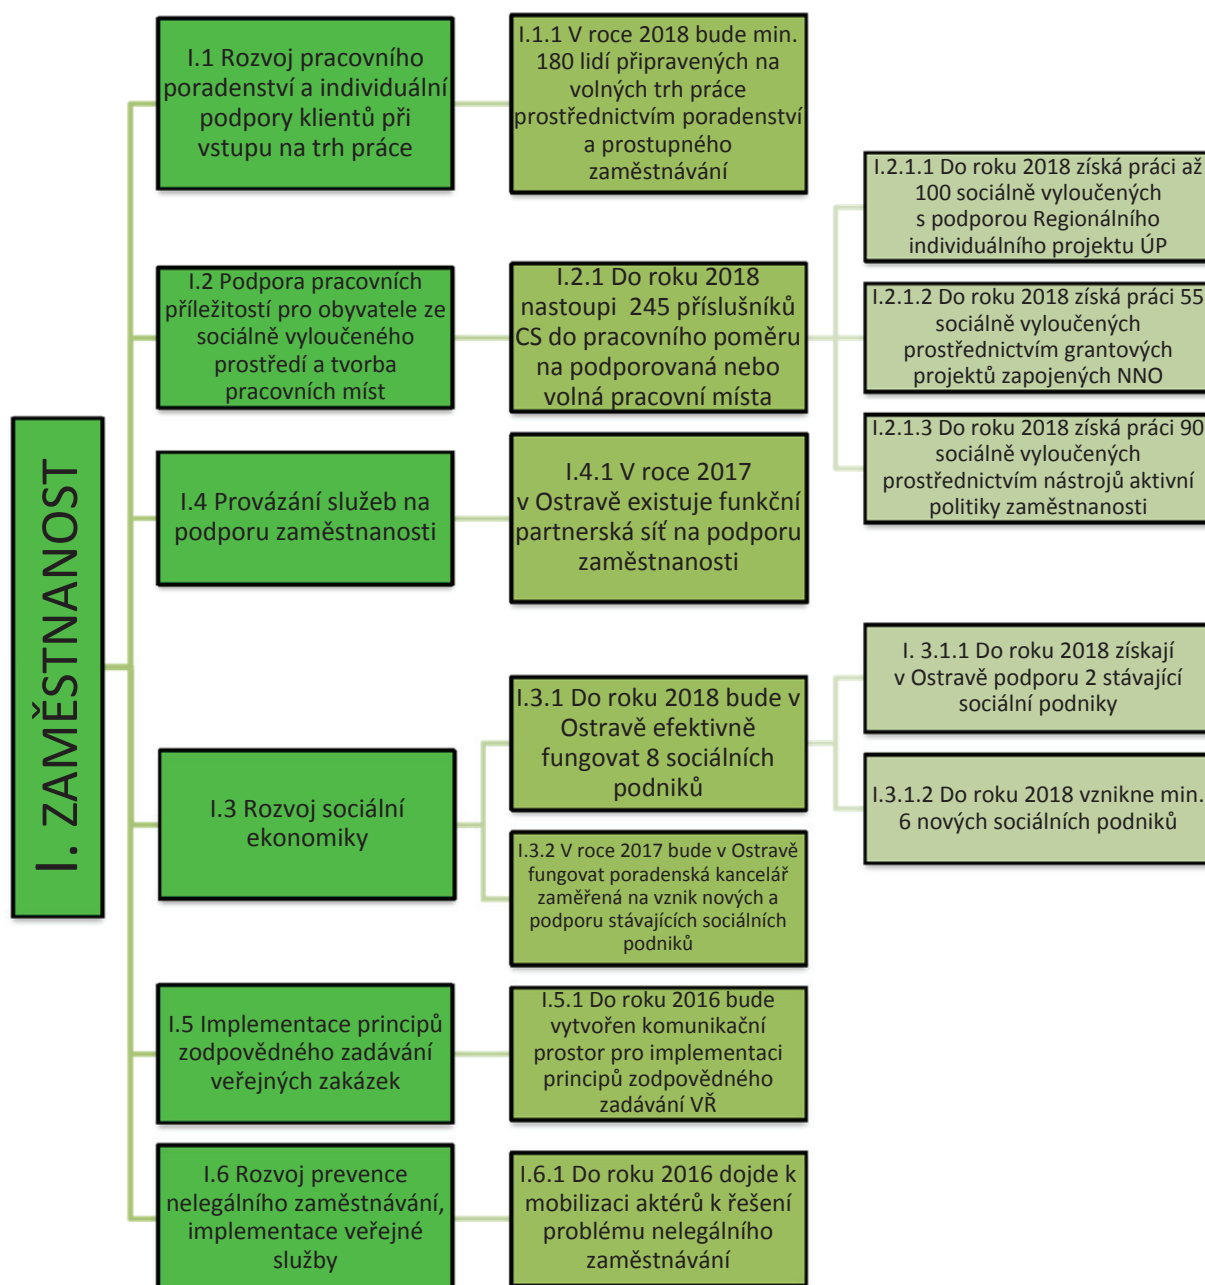 I. ZAMĚSTNANOST
I.1 Rozvoj pracovního
poradenství a individuální
podpory klientů při
vstupu na trh práce
I.1.1 V roce 2018 bude min.
180 lidí připravených na
volných trh práce
prostřednictvím poradenství
a prostupného
zaměstnávání
I.2 Podpora pracovních
příležitostí pro obyvatele ze
sociálně vyloučeného
prostředí a tvorba
pracovních míst
I.2.1 Do roku 2018
nastoupi 245 příslušníků
CS do pracovního poměru
na podporovaná nebo
volná pracovní místa
I.2.1.1 Do roku 2018 získá práci až
100 sociálně vyloučených
s podporou Regionálního
individuálního projektu ÚP
I.2.1.2 Do roku 2018 získá práci 55
sociálně vyloučených
prostřednictvím grantových
projektů zapojených NNO
I.2.1.3 Do roku 2018 získá práci 90
sociálně vyloučených
prostřednictvím nástrojů aktivní
politiky zaměstnanosti
I.4 Provázání služeb na
podporu zaměstnanosti
I.4.1 V roce 2017
v Ostravě existuje funkční
partnerská síť na podporu
zaměstnanosti
I.3 Rozvoj sociální
ekonomiky
I.3.1 Do roku 2018 bude v
Ostravě efektivně
fungovat 8 sociálních
podniků
I. 3.1.1 Do roku 2018 získají
v Ostravě podporu 2 stávající
sociální podniky
I.3.1.2 Do roku 2018 vznikne min.
6 nových sociálních podniků
I.3.2 V roce 2017 bude v Ostravě
fungovat poradenská kancelář
zaměřená na vznik nových a
podporu stávajících sociálních
podniků
I.5 Implementace principů
zodpovědného zadávání
veřejných zakázek
I.5.1 Do roku 2016 bude
vytvořen komunikační
prostor pro implementaci
principů zodpovědného
zadávání VŘ
I.6 Rozvoj prevence
nelegálního zaměstnávání,
implementace veřejné
služby
I.6.1 Do roku 2016 dojde k
mobilizaci aktérů k řešení
problému nelegálního
zaměstnávání